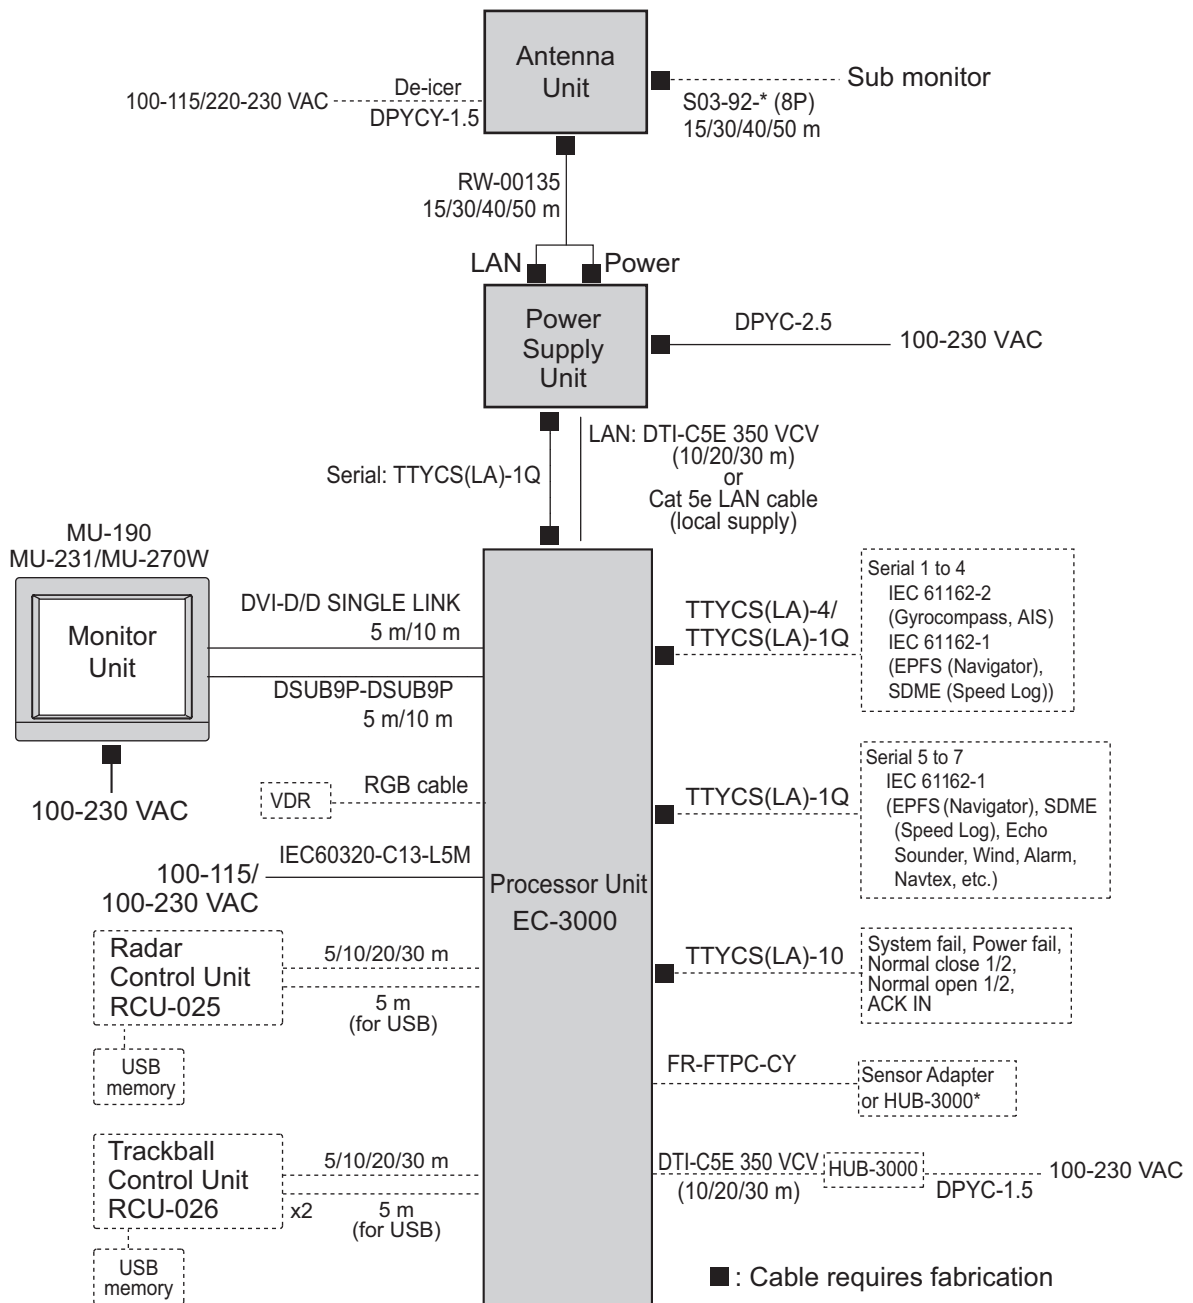 Antenna
Unit
De-icer
100-115/220-230 VAC
DPYCY-1.5
Sub monitor
S03-92-* (8P)
15/30/40/50 m
RW-00135
15/30/40/50 m
LAN
Power
Power
Supply
Unit
DPYC-2.5
100-230 VAC
LAN: DTI-C5E 350 VCV
(10/20/30 m)
or
Cat 5e LAN cable
(local supply)
Serial: TTYCS(LA)-1Q
MU-190
MU-231/MU-270W
Monitor
Unit
DVI-D/D SINGLE LINK
5 m/10 m
DSUB9P-DSUB9P
5 m/10 m
100-230 VAC
VDR
RGB cable
IEC60320-C13-L5M
100-115/
100-230 VAC
Processor Unit
EC-3000
Radar
Control Unit
RCU-025
5/10/20/30 m
5 m
(for USB)
USB
memory
Trackball
Control Unit
RCU-026
x2
5/10/20/30 m
5 m
(for USB)
USB
memory
TTYCS(LA)-4/
TTYCS(LA)-1Q
Serial 1 to 4
IEC 61162-2
(Gyrocompass, AIS)
IEC 61162-1
(EPFS (Navigator),
SDME (Speed Log))
TTYCS(LA)-1Q
Serial 5 to 7
IEC 61162-1
(EPFS (Navigator), SDME
(Speed Log), Echo
Sounder, Wind, Alarm,
Navtex, etc.)
TTYCS(LA)-10
System fail, Power fail,
Normal close 1/2,
Normal open 1/2,
ACK IN
FR-FTPC-CY
Sensor Adapter
or HUB-3000*
DTI-C5E 350 VCV
(10/20/30 m)
HUB-3000
DPYC-1.5
100-230 VAC
: Cable requires fabrication